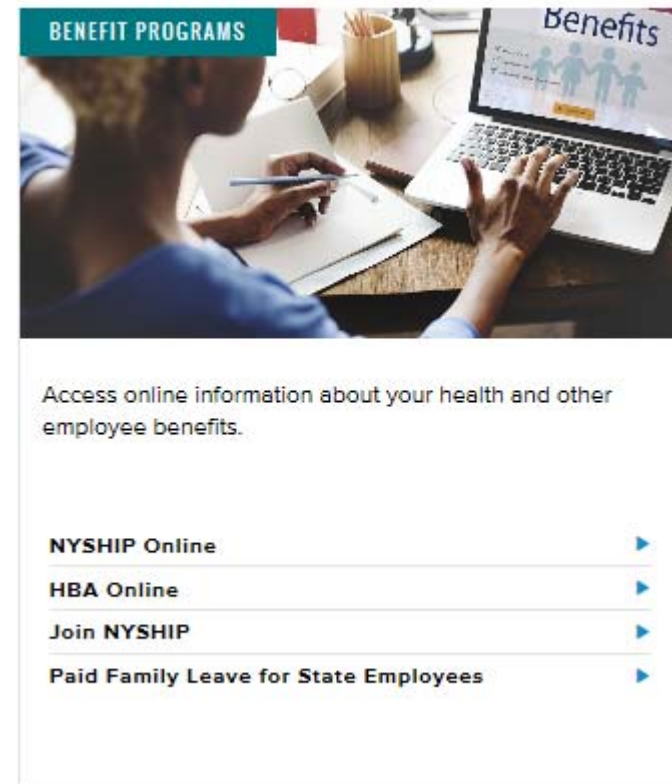 BENEFIT PROGRAMS
Benefits
Access online information about your health and other
employee benefits.
NYSHIP Online
HBA Online
Join NYSHIP
Paid Family Leave for State Employees